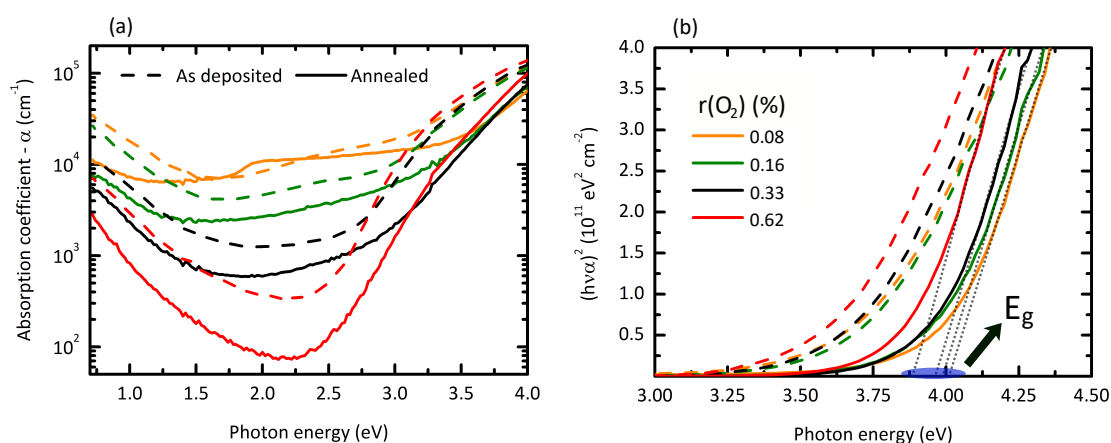 (a)
Absorption coefficient - α (cm⁻¹)
10⁵
10⁴
10³
10²
As deposited
Annealed
1.0 1.5 2.0 2.5 3.0 3.5 4.0
Photon energy (eV)
(b)
(hνα)² (10¹¹ eV² cm⁻²)
4.0
3.5
3.0
2.5
2.0
1.5
1.0
0.5
r(O₂) (%)
0.08
0.16
0.33
0.62
E_g
3.00 3.25 3.50 3.75 4.00 4.25 4.50
Photon energy (eV)